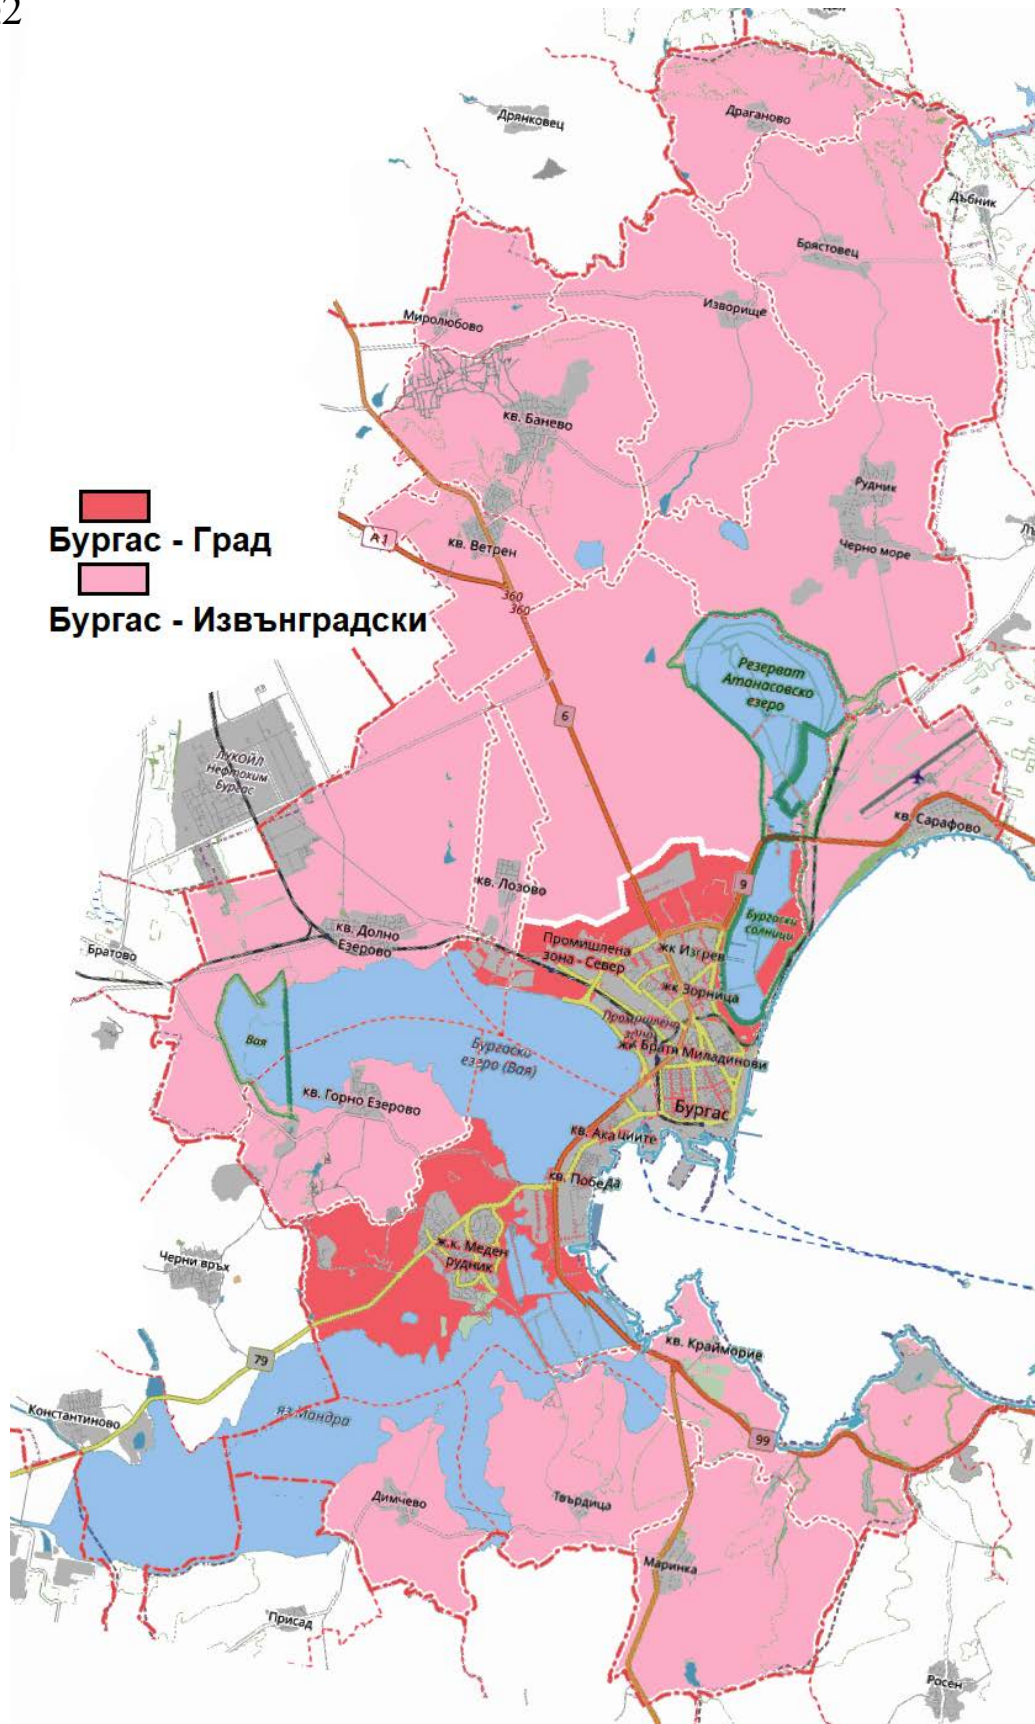 Дрянковец
Драганово
Дъбник
Брястовец
Изворище
Миролюбово
кв. Банево
Рудник
Бургас - Град
A1
кв. Ветрен
Черно море
Бургас - Извънградски
360
360
Резерват
Атанасовско
езеро
6
ЛУКОЙЛ
Нефтохим
Бургас
кв. Сарафово
9
кв. Лозово
Бургаски
солници
кв. Долно
Езерово
Братово
Промишлена
зона - Север
жк Изгрев
жк Зорница
Промишлена
зона
Вая
Бургаско
езеро (Вая)
жк Братя Миладинови
кв. Горно Езерово
Бургас
кв. Акациите
кв. Победа
ж.к. Меден
рудник
Черни връх
79
кв. Крайморие
Константиново
яз Мандра
99
Димчево
Твърдица
Маринка
Присад
Росен